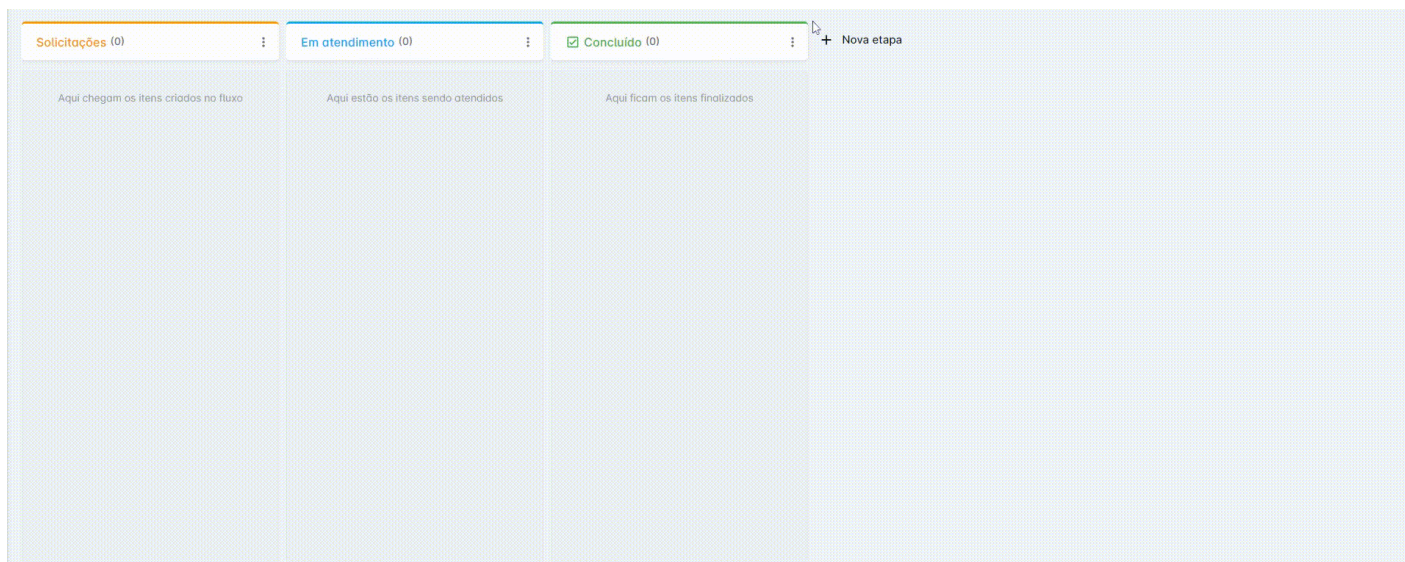 Solicitações (0)
Em atendimento (0)
Concluído (0)
+ Nova etapa
Aqui chegam os itens criados no fluxo
Aqui estão os itens sendo atendidos
Aqui ficam os itens finalizados